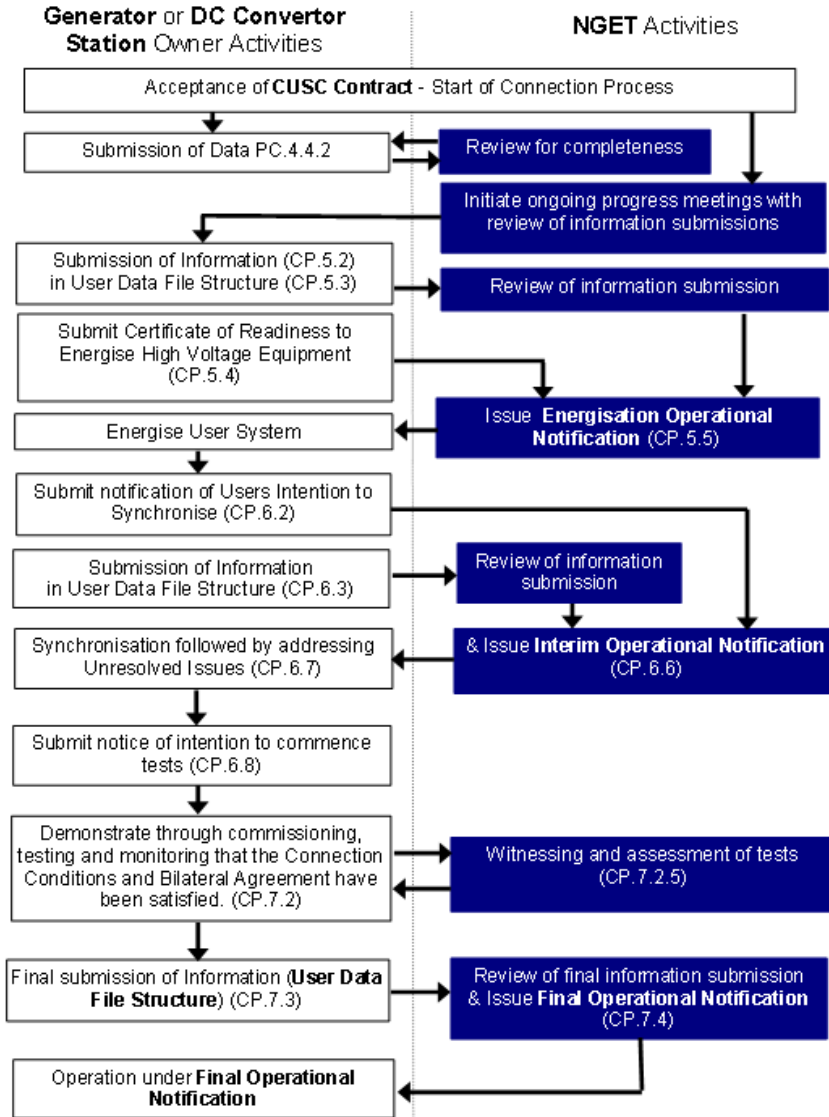 Generator or DC Convertor
Station Owner Activities
NGET Activities
Acceptance of CUSC Contract - Start of Connection Process
Submission of Data PC.4.4.2
Review for completeness
Initiate ongoing progress meetings with
review of information submissions
Submission of Information (CP.5.2)
in User Data File Structure (CP.5.3)
Review of information submission
Submit Certificate of Readiness to
Energise High Voltage Equipment
(CP.5.4)
Issue Energisation Operational
Notification (CP.5.5)
Energise User System
Submit notification of Users Intention to
Synchronise (CP.6.2)
Submission of Information
in User Data File Structure (CP.6.3)
Review of information
submission
Synchronisation followed by addressing
Unresolved Issues (CP.6.7)
& Issue Interim Operational Notification
(CP.6.6)
Submit notice of intention to commence
tests (CP.6.8)
Demonstrate through commissioning,
testing and monitoring that the Connection
Conditions and Bilateral Agreement have
been satisfied. (CP.7.2)
Witnessing and assessment of tests
(CP.7.2.5)
Final submission of Information (User Data
File Structure) (CP.7.3)
Review of final information submission
& Issue Final Operational Notification
(CP.7.4)
Operation under Final Operational
Notification